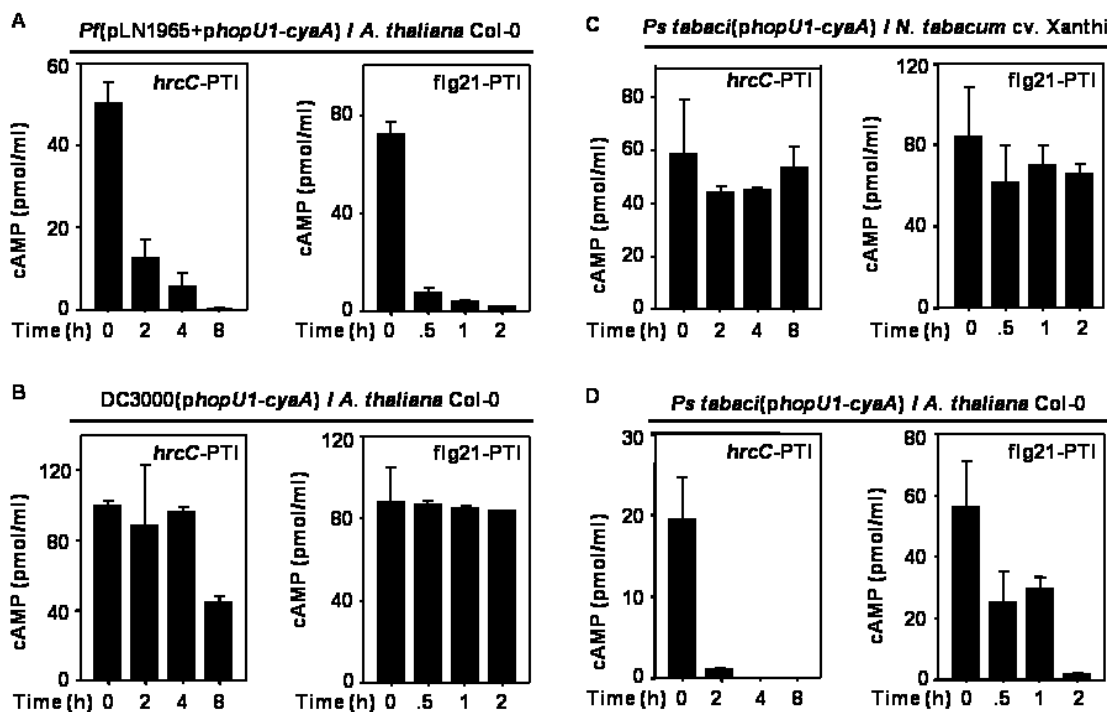 A
Pf(pLN1965+phopU1-cyaA) / A. thaliana Col-0
hrcC-PTI
cAMP (pmol/ml)
60
40
20
0
Time (h) 0 2 4 8
flg21-PTI
cAMP (pmol/ml)
80
40
0
Time (h) 0 .5 1 2
C
Ps tabaci(phopU1-cyaA) / N. tabacum cv. Xanthi
hrcC-PTI
cAMP (pmol/ml)
80
60
40
20
0
Time (h) 0 2 4 8
flg21-PTI
cAMP (pmol/ml)
120
80
40
0
Time (h) 0 .5 1 2
B
DC3000(phopU1-cyaA) / A. thaliana Col-0
hrcC-PTI
cAMP (pmol/ml)
100
80
40
0
Time (h) 0 2 4 8
flg21-PTI
cAMP (pmol/ml)
120
80
40
0
Time (h) 0 .5 1 2
D
Ps tabaci(phopU1-cyaA) / A. thaliana Col-0
hrcC-PTI
cAMP (pmol/ml)
30
20
10
0
Time (h) 0 2 4 8
flg21-PTI
cAMP (pmol/ml)
80
60
40
20
0
Time (h) 0 .5 1 2